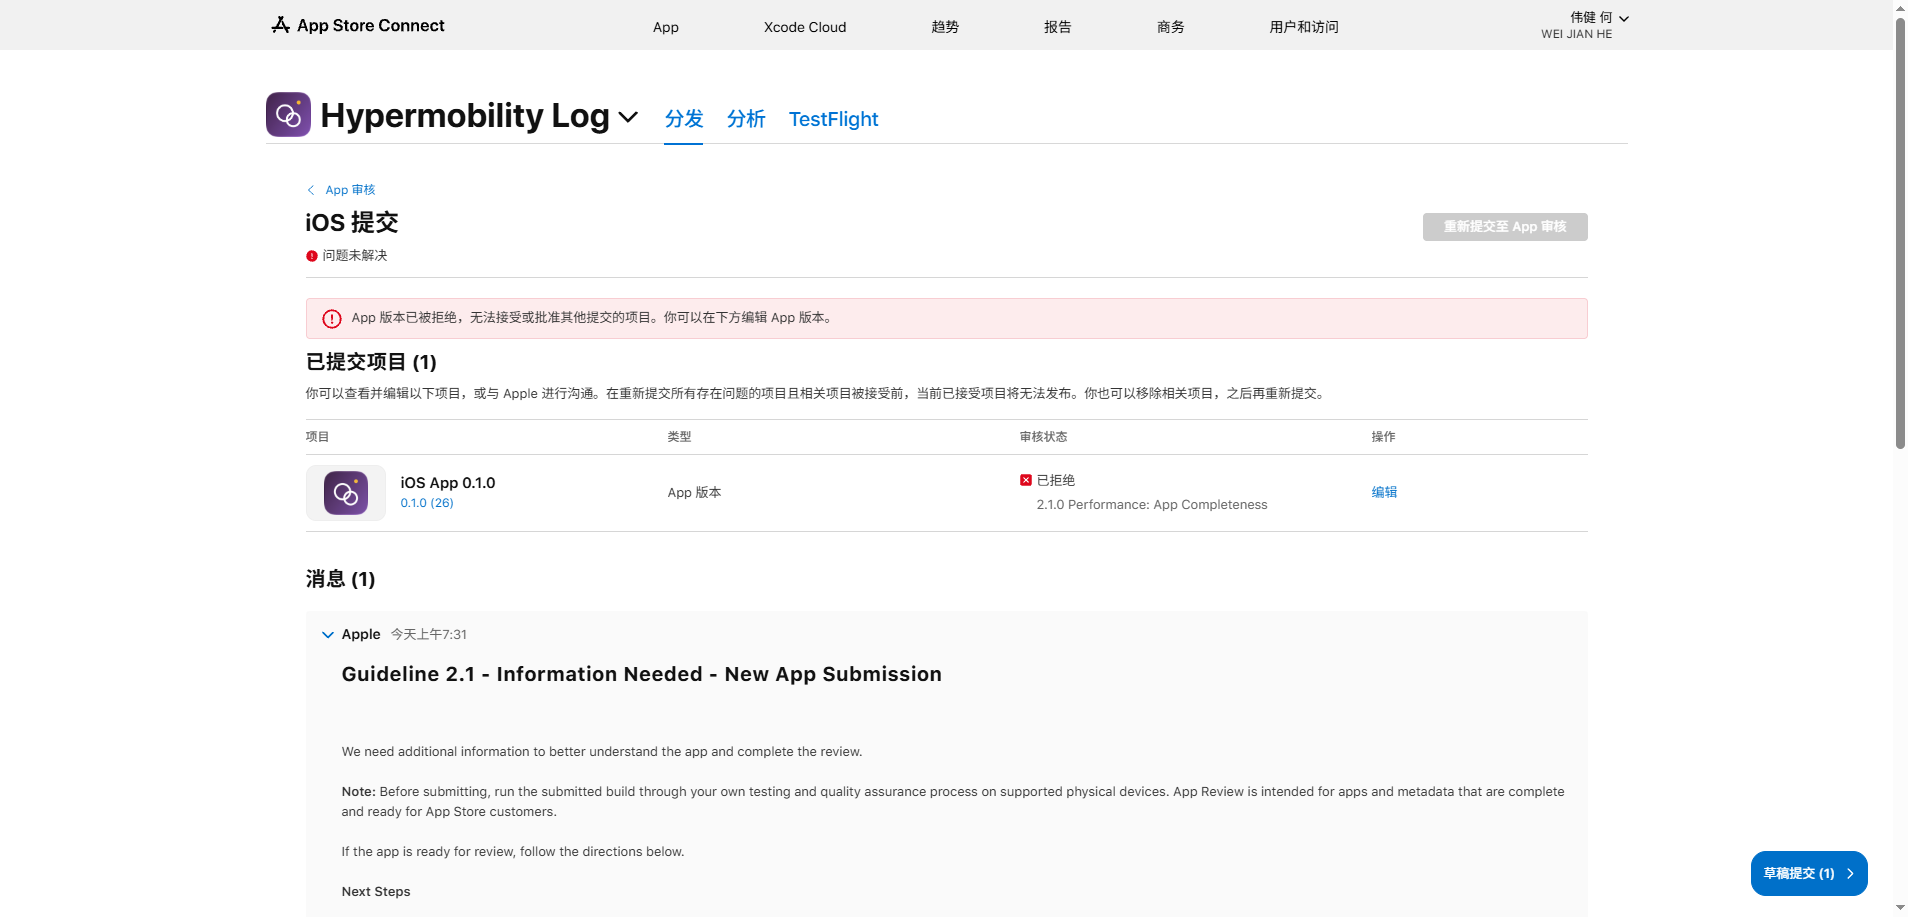 App Store Connect
App
Xcode Cloud
趋势
报告
商务
用户和访问
伟健 何
WEI JIAN HE
Hypermobility Log
分发
分析
TestFlight
App 审核
iOS 提交
重新提交至 App 审核
问题未解决
App 版本已被拒绝，无法接受或批准其他提交的项目。你可以在下方编辑 App 版本。
已提交项目 (1)
你可以查看并编辑以下项目，或与 Apple 进行沟通。在重新提交所有存在问题的项目且相关项目被接受前，当前已接受项目将无法发布。你也可以移除相关项目，之后再重新提交。
项目
类型
审核状态
操作
iOS App 0.1.0
0.1.0 (26)
App 版本
已拒绝
2.1.0 Performance: App Completeness
编辑
消息 (1)
Apple 今天上午7:31
Guideline 2.1 - Information Needed - New App Submission
We need additional information to better understand the app and complete the review.
Note: Before submitting, run the submitted build through your own testing and quality assurance process on supported physical devices. App Review is intended for apps and metadata that are complete
and ready for App Store customers.
If the app is ready for review, follow the directions below.
Next Steps
草稿提交 (1)